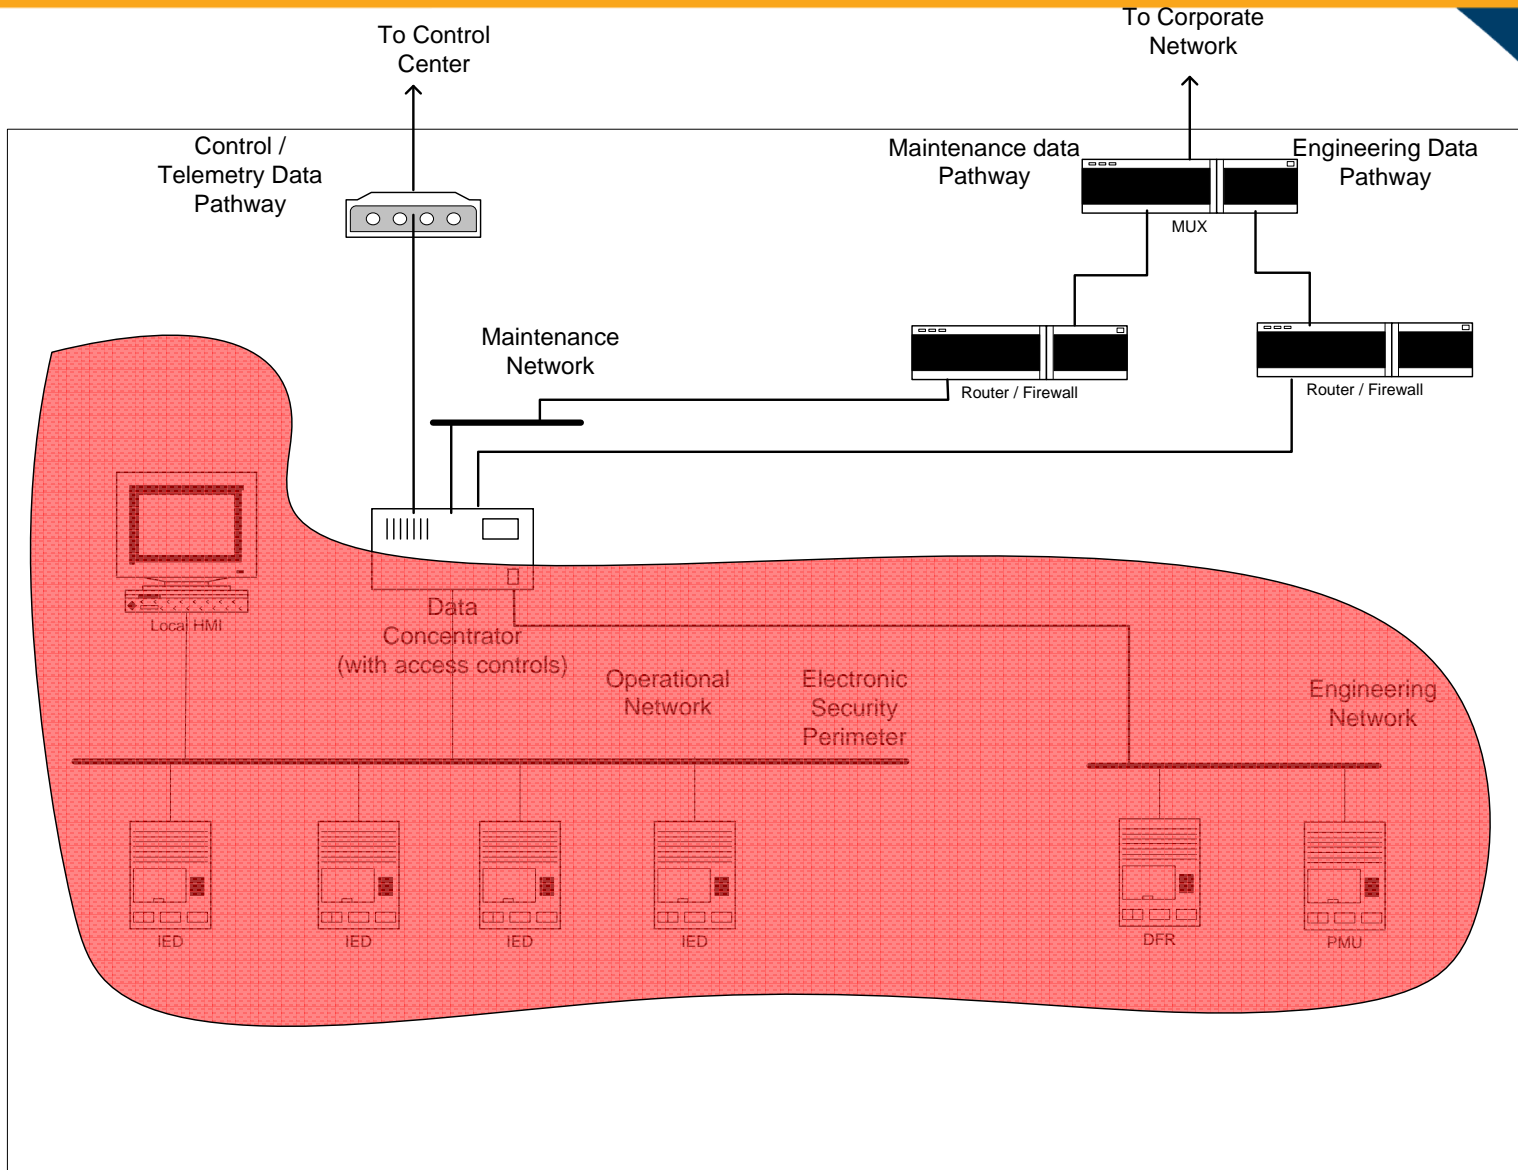 To Control
Center
To Corporate
Network
Control /
Telemetry Data
Pathway
Maintenance data
Pathway
Engineering Data
Pathway
MUX
Maintenance
Network
Router / Firewall
Router / Firewall
Local HMI
Data
Concentrator
(with access controls)
Operational
Network
Electronic
Security
Perimeter
Engineering
Network
IED
IED
IED
IED
DFR
PMU